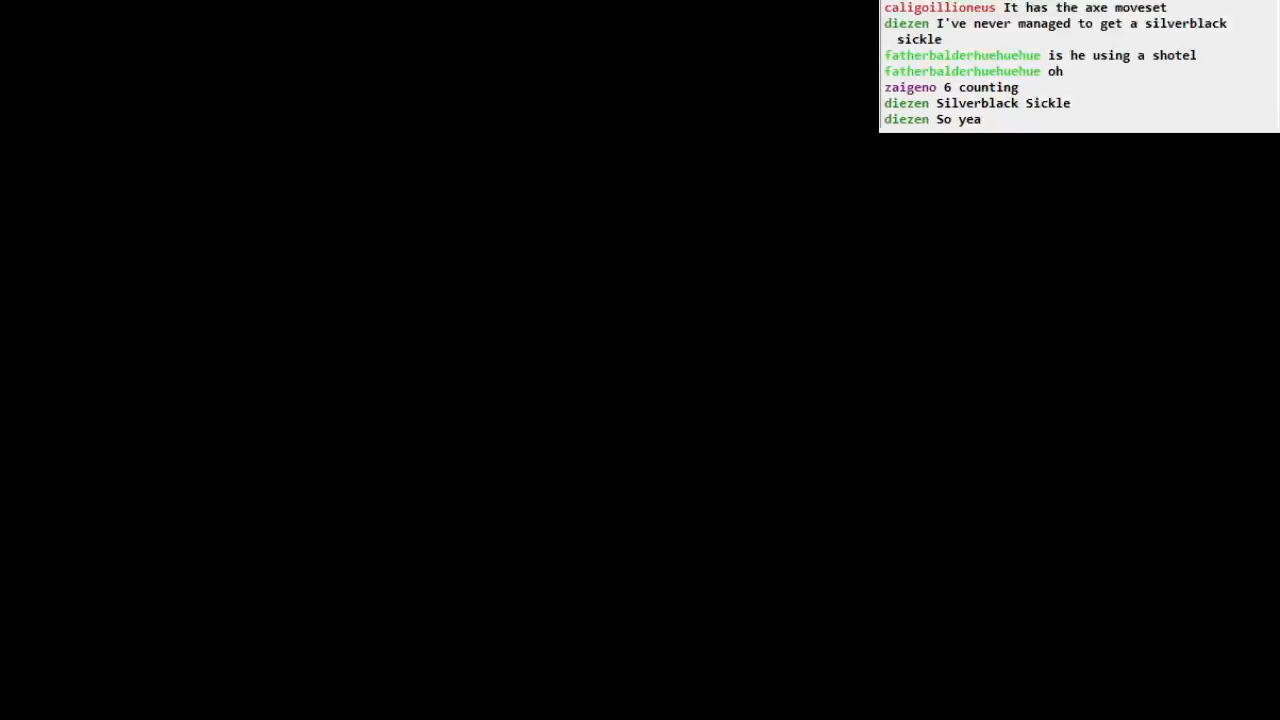 caligoillioneus It has the axe moveset
diezen I've never managed to get a silverblack
sickle
fatherbalderhuehuehue is he using a shotel
fatherbalderhuehuehue oh
zaigeno 6 counting
diezen Silverblack Sickle
diezen So yea